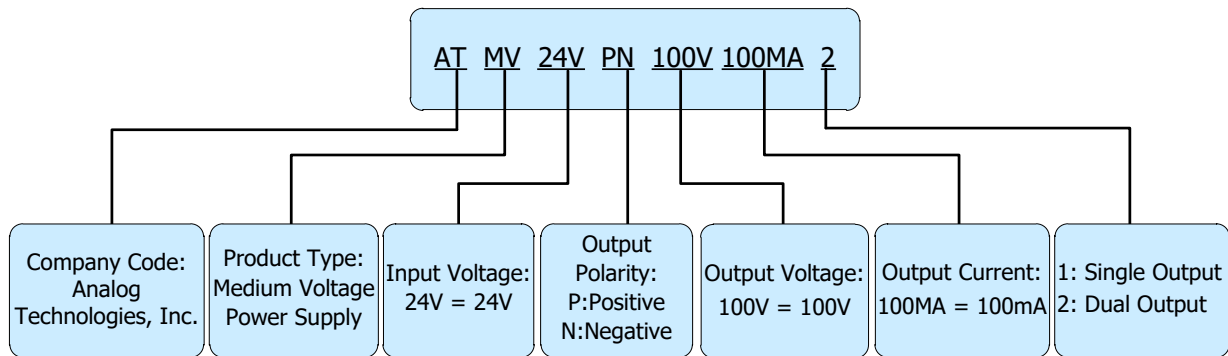 AT MV 24V PN 100V 100MA 2
Company Code:
Analog
Technologies, Inc.
Product Type:
Medium Voltage
Power Supply
Input Voltage:
24V = 24V
Output
Polarity:
P:Positive
N:Negative
Output Voltage:
100V = 100V
Output Current:
100MA = 100mA
1: Single Output
2: Dual Output